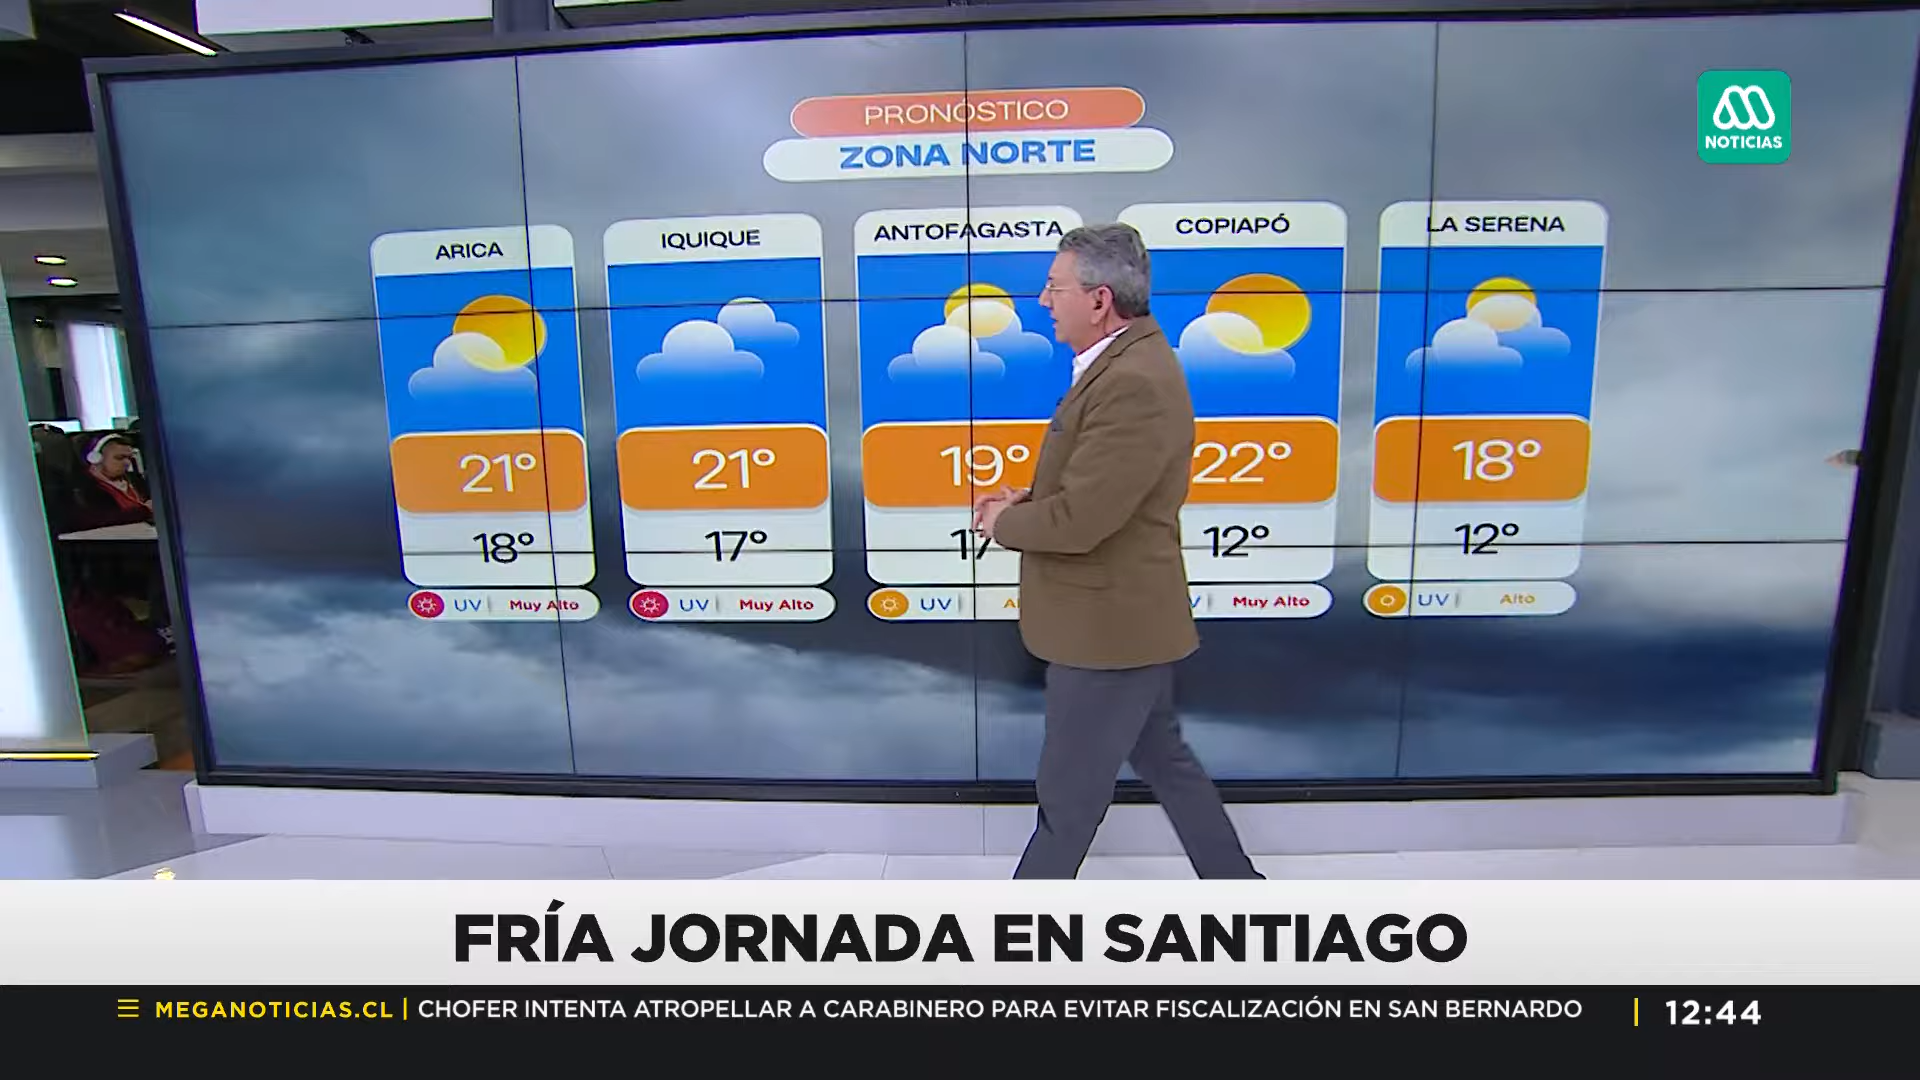 PRONÓSTICO
ZONA NORTE
NOTICIAS
ARICA
IQUIQUE
ANTOFAGASTA
COPIAPÓ
LA SERENA
21°
21°
19°
22°
18°
18°
17°
17
12°
12°
UV Muy Alto
UV Muy Alto
UV
Muy Alto
UV Alto
FRÍA JORNADA EN SANTIAGO
MEGANOTICIAS.CL | CHOFER INTENTA ATROPELLAR A CARABINERO PARA EVITAR FISCALIZACIÓN EN SAN BERNARDO | 12:44